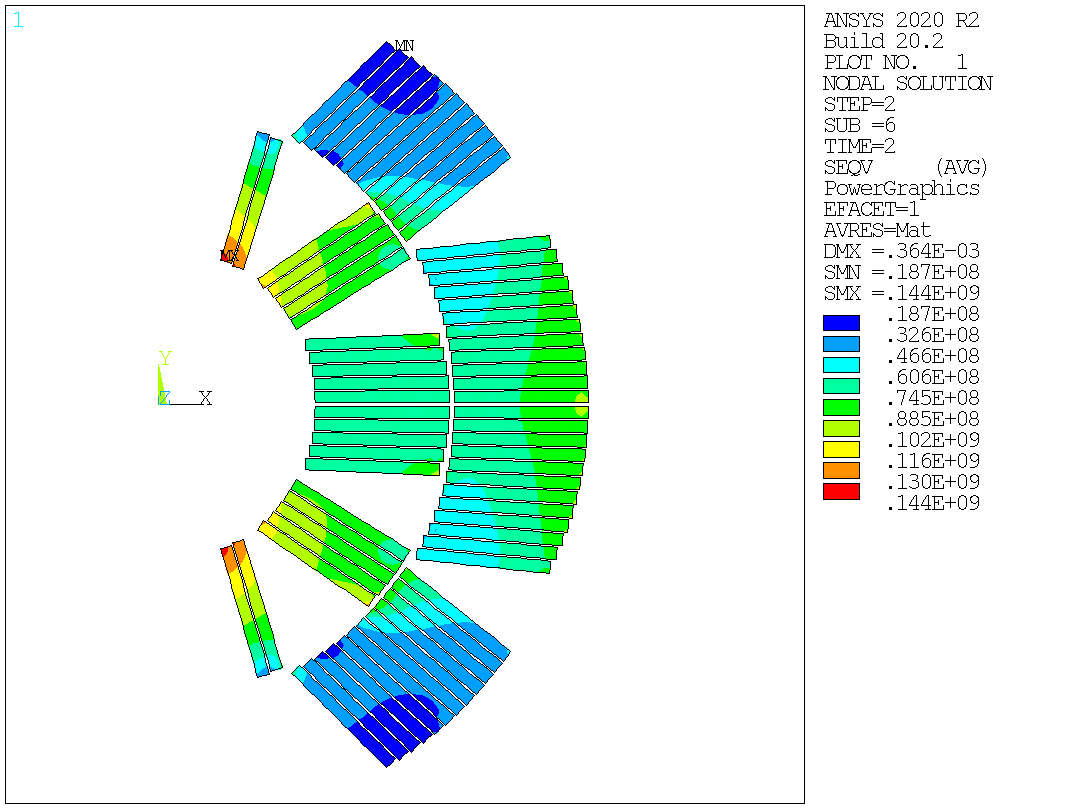 1
ANSYS 2020 R2
Build 20.2
PLOT NO. 1
NODAL SOLUTION
STEP=2
SUB =6
TIME=2
SEQV (AVG)
PowerGraphics
EFACET=1
AVRES=Mat
DMX =.364E-03
SMN =.187E+08
SMX =.144E+09
.187E+08
.326E+08
.466E+08
.606E+08
.745E+08
.885E+08
.102E+09
.116E+09
.130E+09
.144E+09
MN
MX
Y
Z X